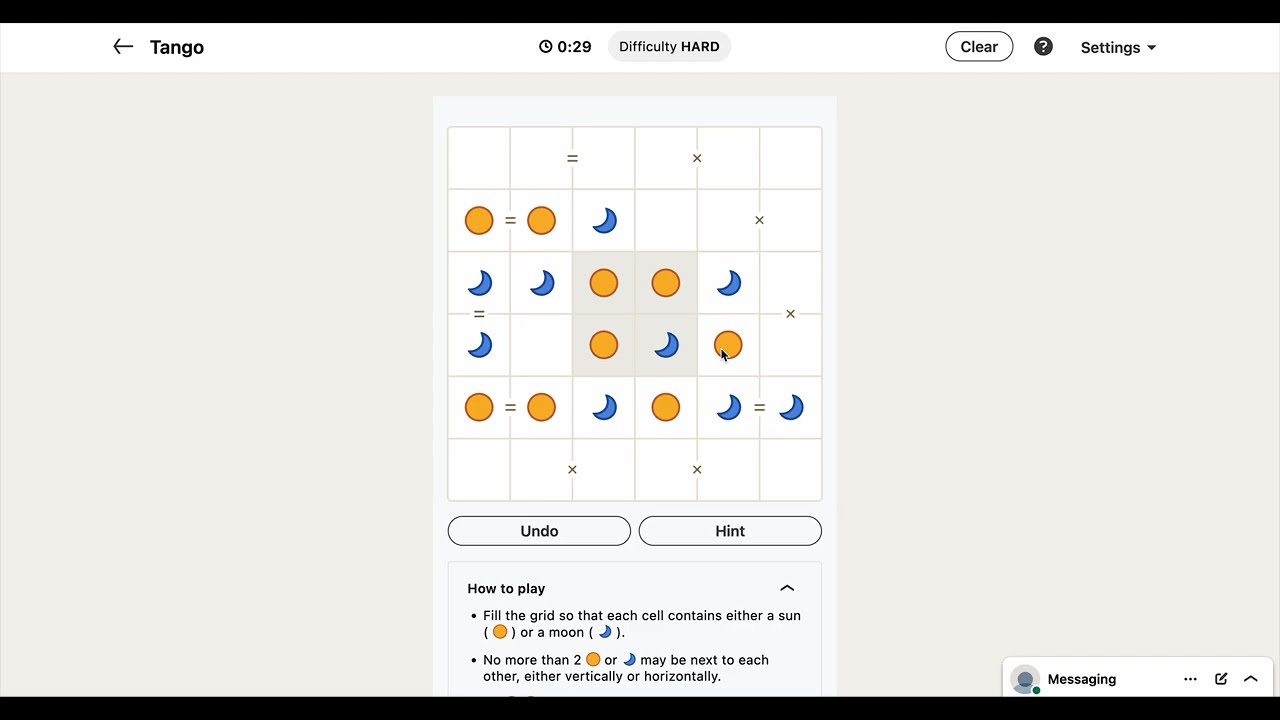 Tango
0:29
Difficulty HARD
Clear
?
Settings
= ×
= ×
= ×
= =
× ×
Undo
Hint
How to play
• Fill the grid so that each cell contains either a sun
( ) or a moon ( ).
• No more than 2 or may be next to each
other, either vertically or horizontally.
Messaging